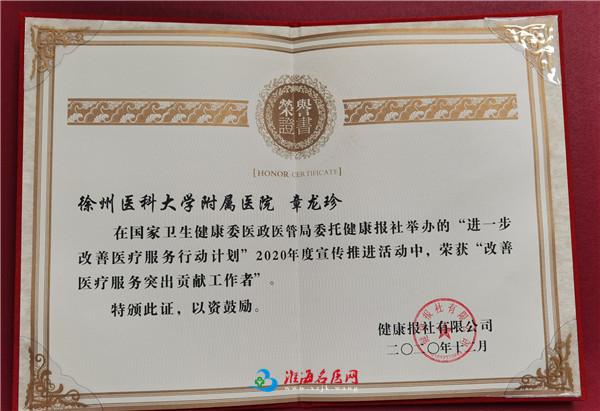 榮譽
證書
[HONOR CERTIFICATE]
徐州医科大学附属医院 章龙珍
在国家卫生健康委医政医管局委托健康报社举办的“进一步
改善医疗服务行动计划”2020年度宣传推进活动中，荣获“改善
医疗服务突出贡献工作者”。
特颁此证，以资鼓励。
健康报社有限公司
二〇二〇年十二月
淮海名医网